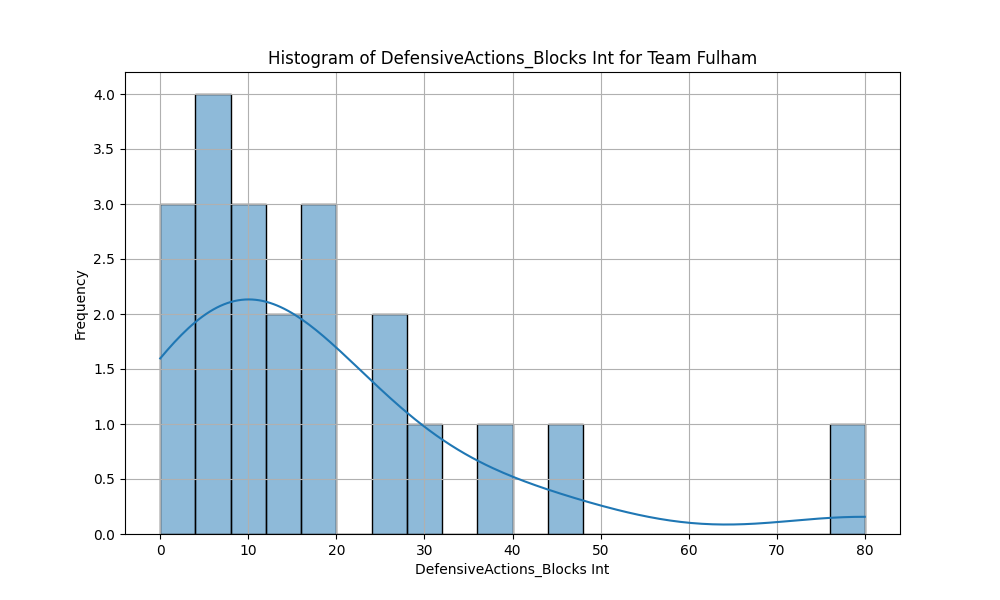 Histogram of DefensiveActions_Blocks Int for Team Fulham
4.0
3.5
3.0
2.5
2.0
1.5
1.0
0.5
0.0
Frequency
0 10 20 30 40 50 60 70 80
DefensiveActions_Blocks Int